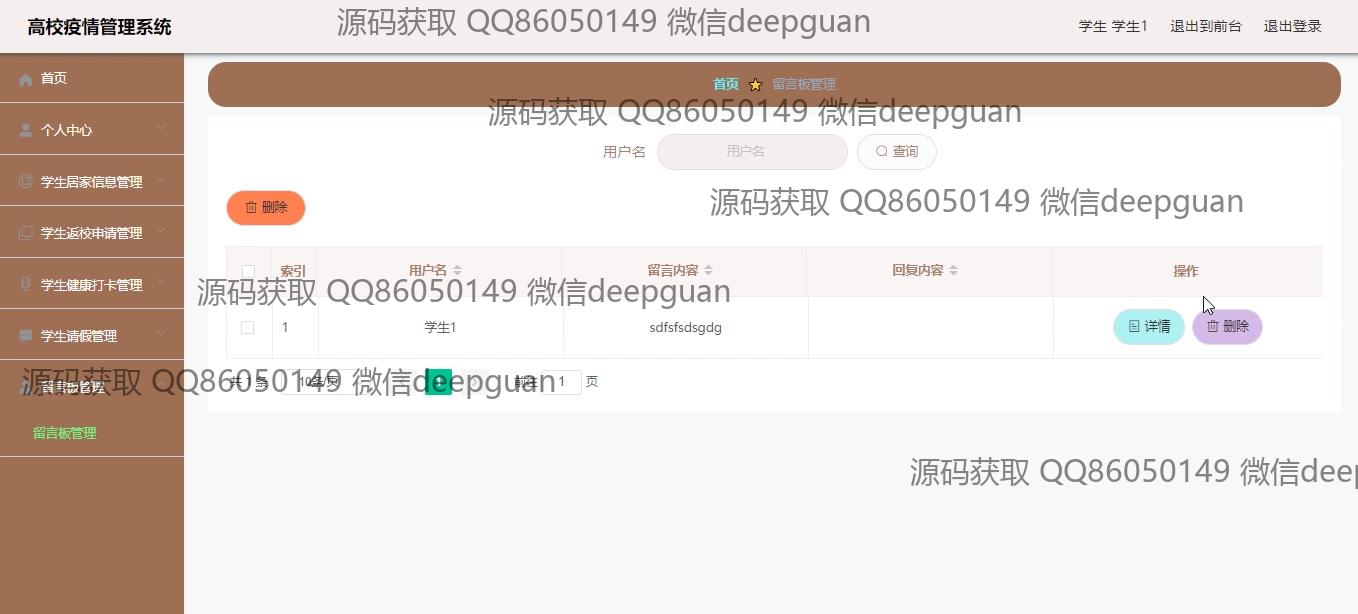 高校疫情管理系统
源码获取 QQ86050149 微信deepguan
学生 学生1 退出到前台 退出登录
首页
个人中心
学生居家信息管理
学生返校申请管理
学生健康打卡管理
学生请假管理
留言板管理
留言板管理
首页 留言板管理
源码获取 QQ86050149 微信deepguan
用户名 用户名 查询
删除
源码获取 QQ86050149 微信deepguan
索引 用户名 留言内容 回复内容 操作
源码获取 QQ86050149 微信deepguan
1 学生1 sdfsfsdsgdg 详情 删除
共 1 条 10条/页 1 前往 1 页
源码获取 QQ86050149 微信deepguan
源码获取 QQ86050149 微信deep